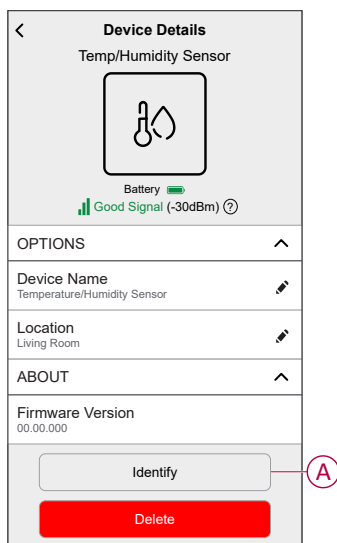 Device Details
Temp/Humidity Sensor
Battery
Good Signal (-30dBm) ?
OPTIONS
Device Name
Temperature/Humidity Sensor
Location
Living Room
ABOUT
Firmware Version
00.00.000
Identify
A
Delete